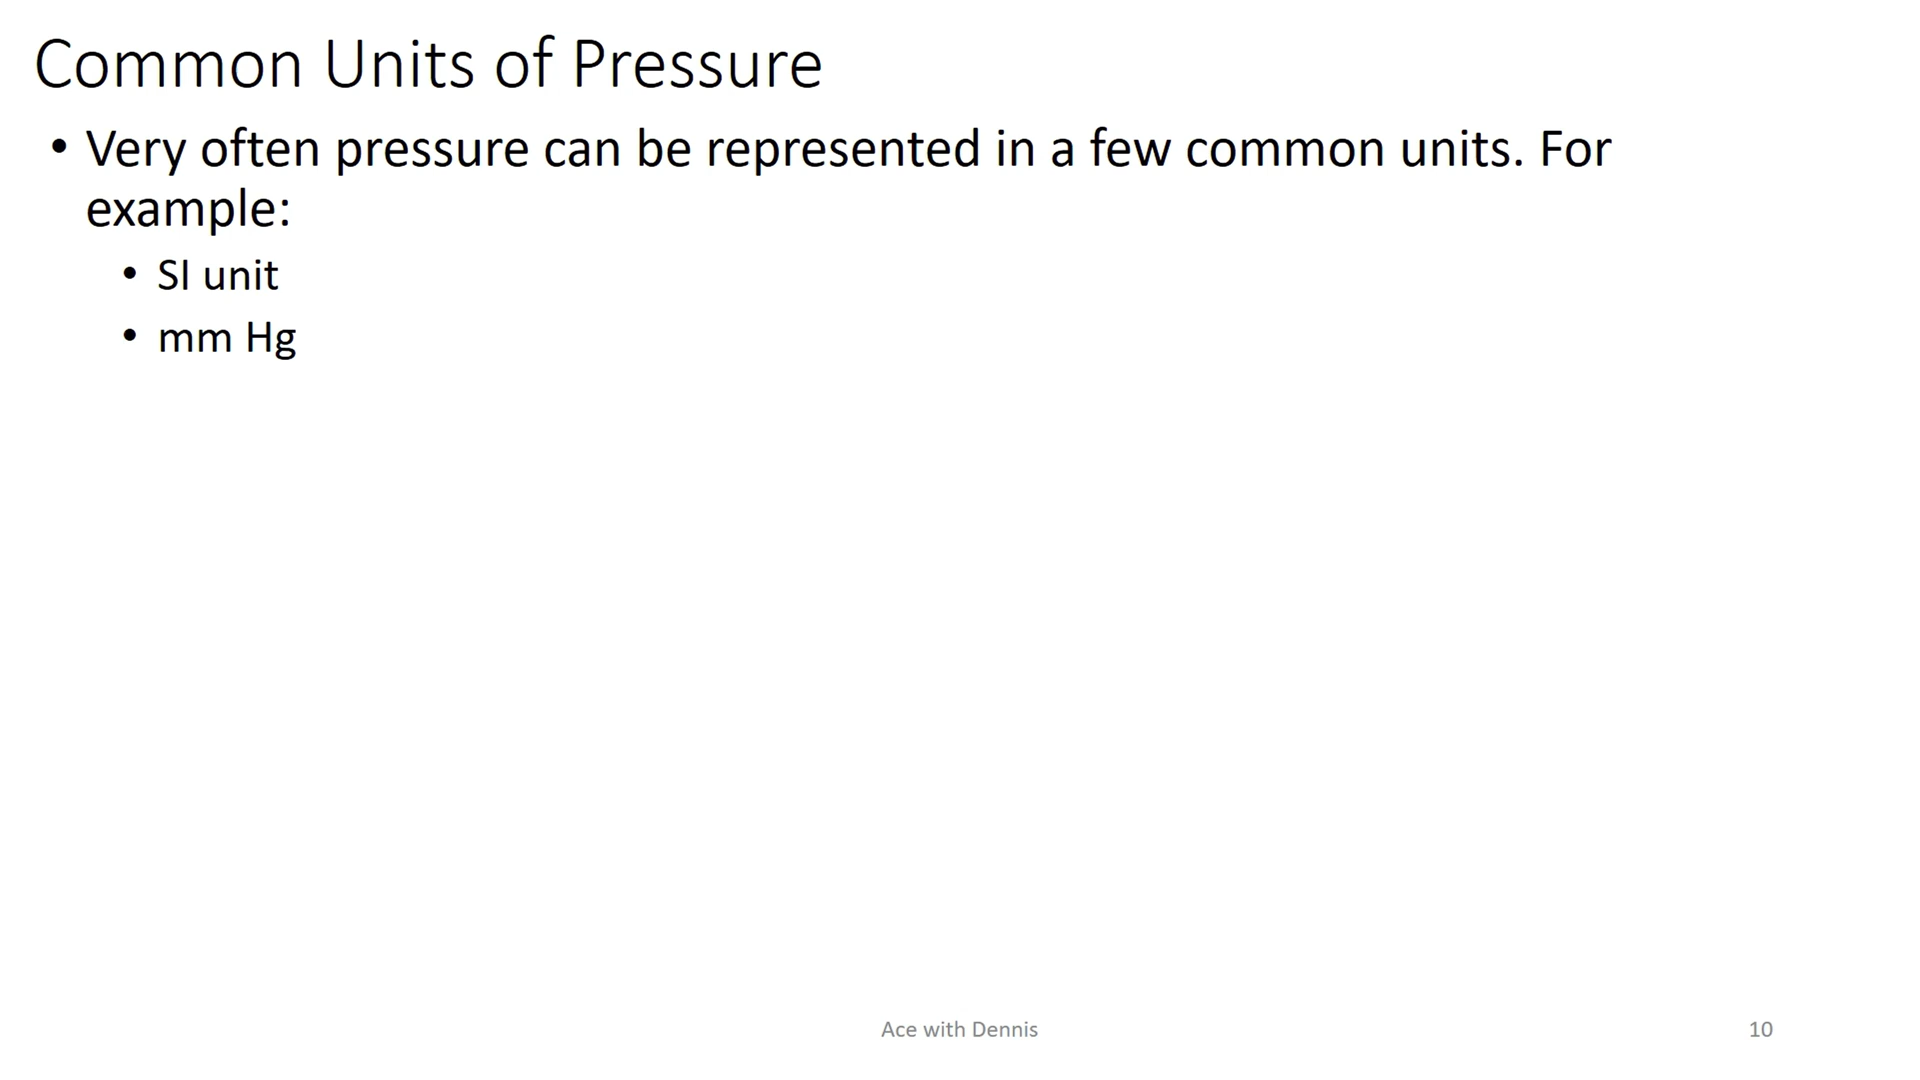 Common Units of Pressure
• Very often pressure can be represented in a few common units. For
example:
• SI unit
• mm Hg
Ace with Dennis
10